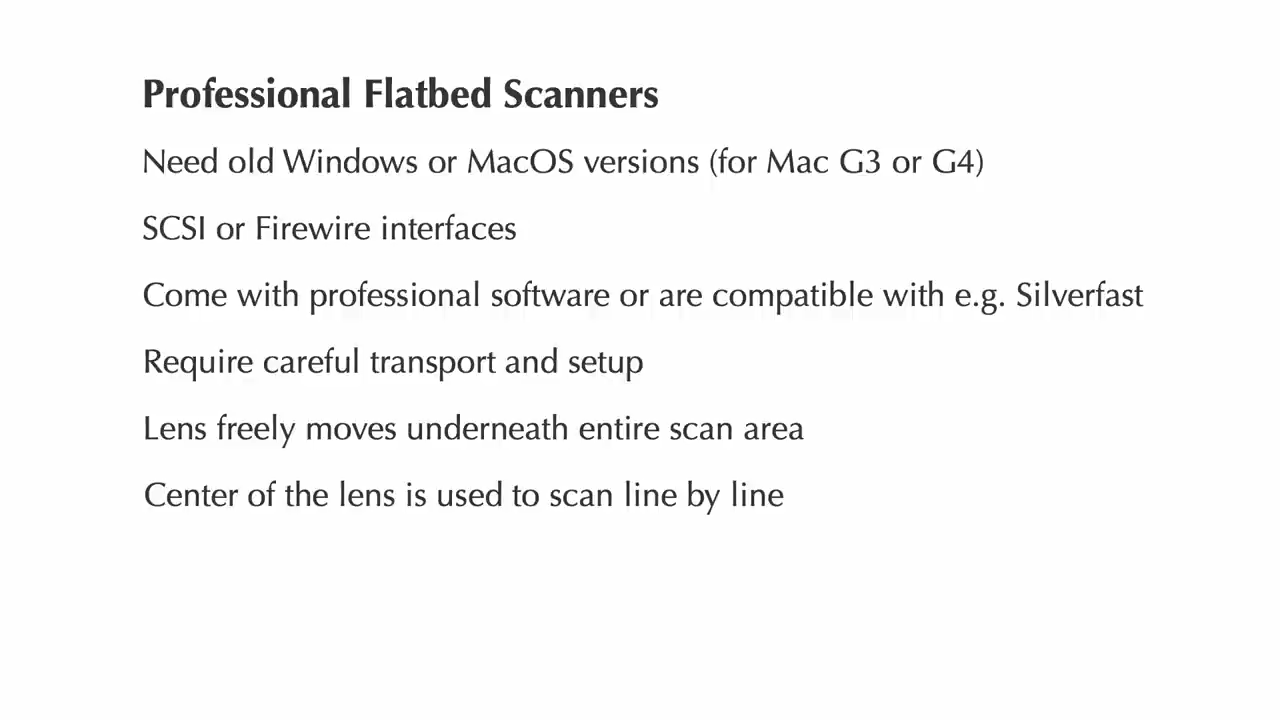 Professional Flatbed Scanners
Need old Windows or MacOS versions (for Mac G3 or G4)
SCSI or Firewire interfaces
Come with professional software or are compatible with e.g. Silverfast
Require careful transport and setup
Lens freely moves underneath entire scan area
Center of the lens is used to scan line by line